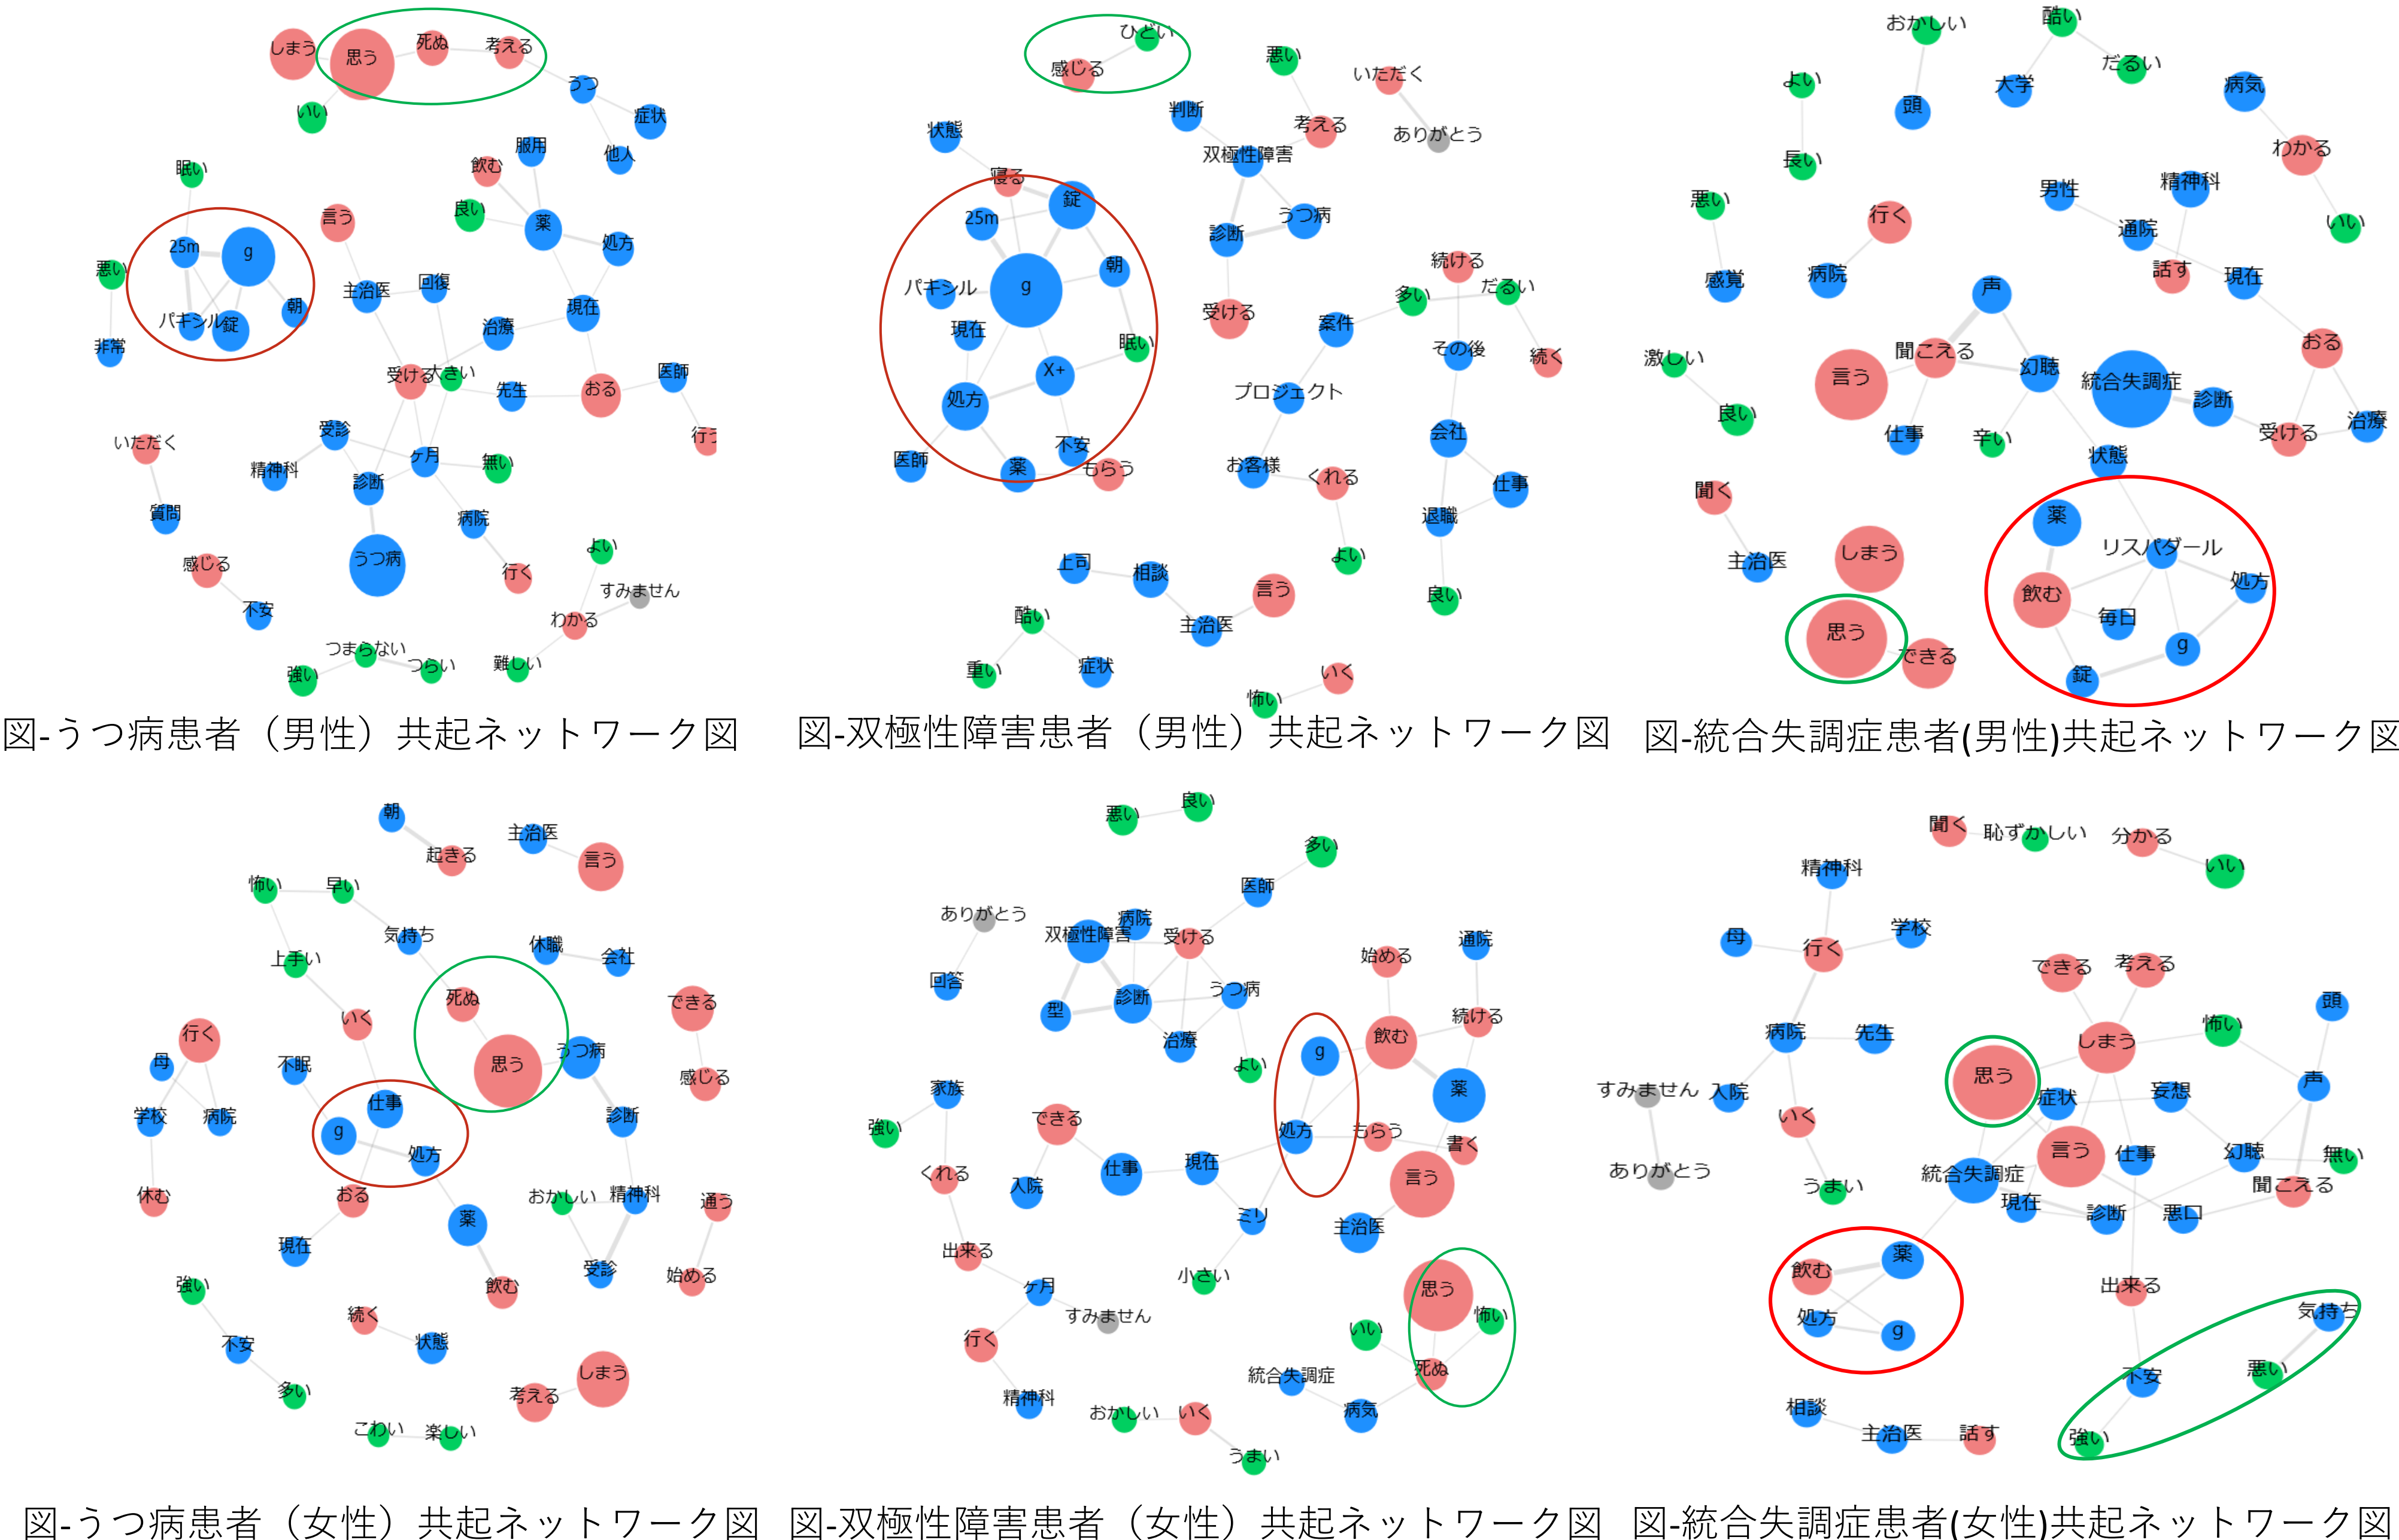 しまう
思う
死ぬ
考える
いい
うつ
症状
他人
眠い
服用
飲む
良い
薬
処方
言う
25m
g
悪い
朝
パキシル
錠
非常
主治医
回復
現在
治療
受ける
大きい
先生
おる
医師
行う
いただく
受診
精神科
ヶ月
無い
診断
質問
病院
うつ病
行く
感じる
不安
よい
すみません
わかる
つまらない
つらい
強い
難しい
図-うつ病患者（男性）共起ネットワーク図
ひどい
感じる
悪い
いただく
判断
考える
ありがとう
状態
双極性障害
寝る
錠
25m
うつ病
診断
朝
続ける
パキシル
g
多い
だるい
受ける
現在
眠い
案件
その後
続く
X+
処方
プロジェクト
会社
不安
医師
薬
もらう
お客様
くれる
仕事
退職
上司
相談
よい
言う
良い
酷い
主治医
重い
症状
いく
怖い
図-双極性障害患者（男性）共起ネットワーク図
おかしい
酷い
よい
頭
大学
だるい
病気
長い
わかる
悪い
男性
精神科
行く
通院
いい
感覚
病院
話す
現在
声
激しい
聞こえる
幻聴
おる
言う
統合失調症
診断
良い
仕事
辛い
受ける
治療
状態
聞く
薬
主治医
しまう
リスパダール
飲む
処方
毎日
思う
できる
g
錠
図-統合失調症患者(男性)共起ネットワーク図
朝
起きる
主治医
言う
怖い
早い
気持ち
休職
会社
上手い
死ぬ
できる
いく
行く
母
不眠
思う
うつ病
感じる
学校
病院
仕事
g
処方
診断
休む
おる
おかしい
精神科
通う
薬
現在
受診
始める
強い
飲む
続く
不安
状態
しまう
多い
考える
こわい
楽しい
図-うつ病患者（女性）共起ネットワーク図
悪い
良い
多い
医師
ありがとう
病院
双極性障害
受ける
通院
始める
回答
うつ病
型
診断
続ける
治療
g
飲む
よい
家族
薬
できる
強い
処方
もらう
書く
くれる
入院
仕事
現在
言う
ミリ
主治医
出来る
小さい
ヶ月
思う
すみません
怖い
行く
いい
統合失調症
死ぬ
精神科
病気
おかしい
いく
うまい
図-双極性障害患者（女性）共起ネットワーク図
聞く
恥ずかしい
分かる
いい
精神科
母
学校
行く
できる
考える
頭
病院
先生
しまう
怖い
思う
すみません
入院
症状
妄想
声
いく
言う
仕事
幻聴
無い
ありがとう
うまい
統合失調症
聞こえる
現在
診断
悪口
薬
飲む
出来る
処方
g
気持ち
不安
悪い
相談
主治医
話す
強い
図-統合失調症患者(女性)共起ネットワーク図